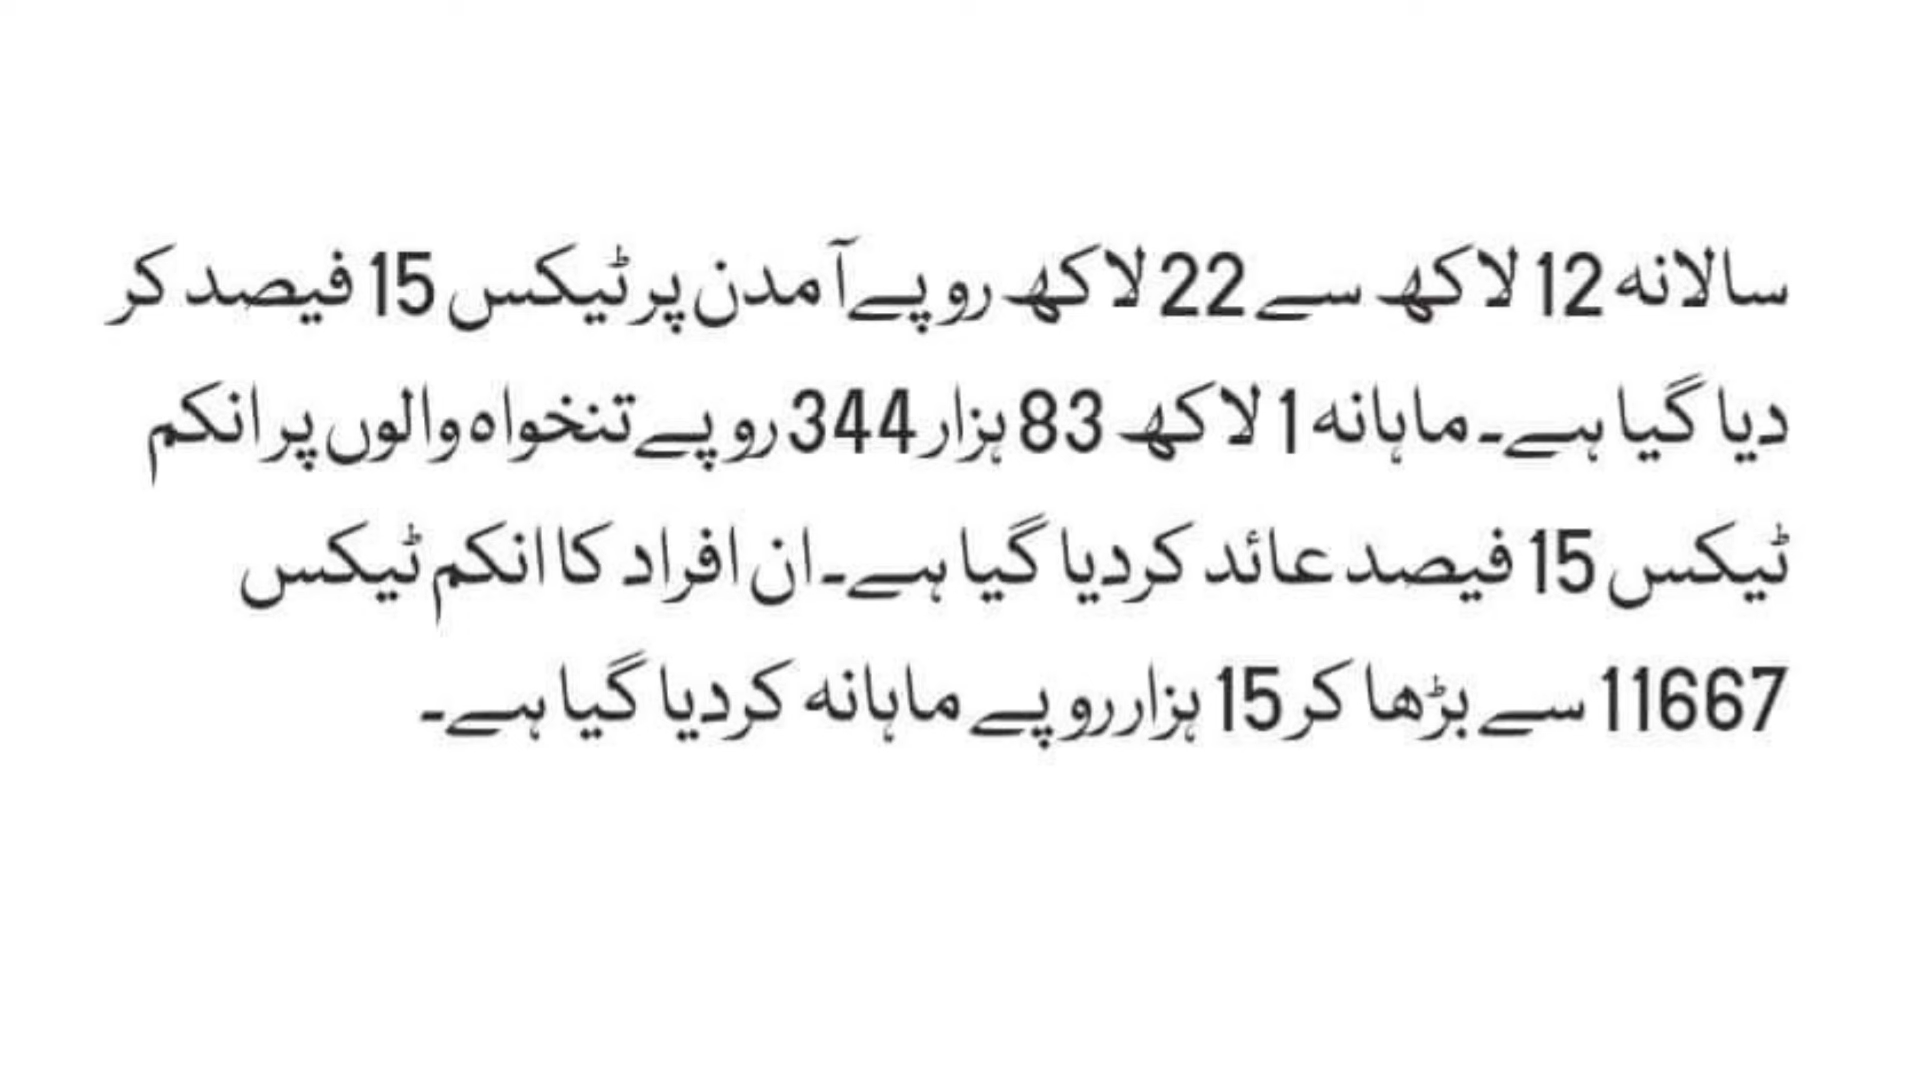 سالانہ 12 لاکھ سے 22 لاکھ روپے آمدن پر ٹیکس 15 فیصد کر
دیا گیا ہے۔ ماہانہ 1 لاکھ 83 ہزار 344 روپے تنخواہ والوں پر انکم
ٹیکس 15 فیصد عائد کردیا گیا ہے۔ ان افراد کا انکم ٹیکس
11667 سے بڑھا کر 15 ہزار روپے ماہانہ کردیا گیا ہے۔